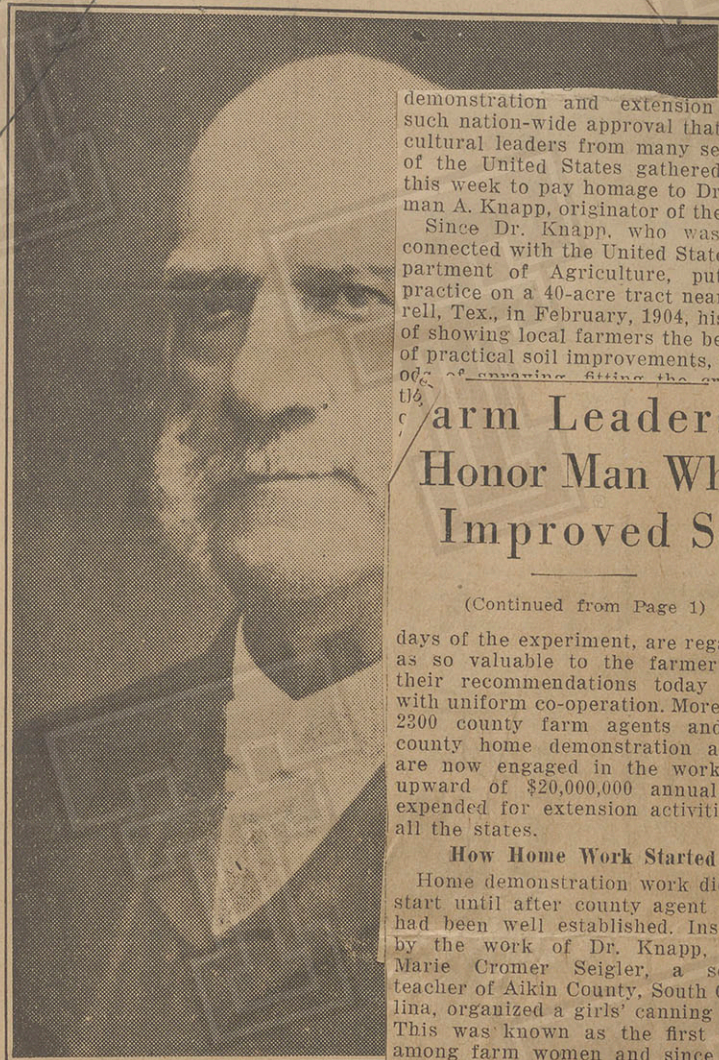 demonstration and extension
such nation-wide approval that
cultural leaders from many se
of the United States gathered
this week to pay homage to Dr
man A. Knapp, originator of the
Since Dr. Knapp, who was
connected with the United State
partment of Agriculture, put
practice on a 40-acre tract near
rell, Tex., in February, 1904, his
of showing local farmers the be
of practical soil improvements,
arm Leader
Honor Man Wh
Improved S
(Continued from Page 1)
days of the experiment, are rega
as so valuable to the farmer
their recommendations today
with uniform co-operation. More
2300 county farm agents and
county home demonstration a
are now engaged in the work
upward of $20,000,000 annual
expended for extension activiti
all the states.
How Home Work Started
Home demonstration work di
start until after county agent
had been well established. Ins
by the work of Dr. Knapp,
Marie Cromer Seigler, a s
teacher of Aikin County, South C
lina, organized a girls' canning
This was known as the first
among farm women and since